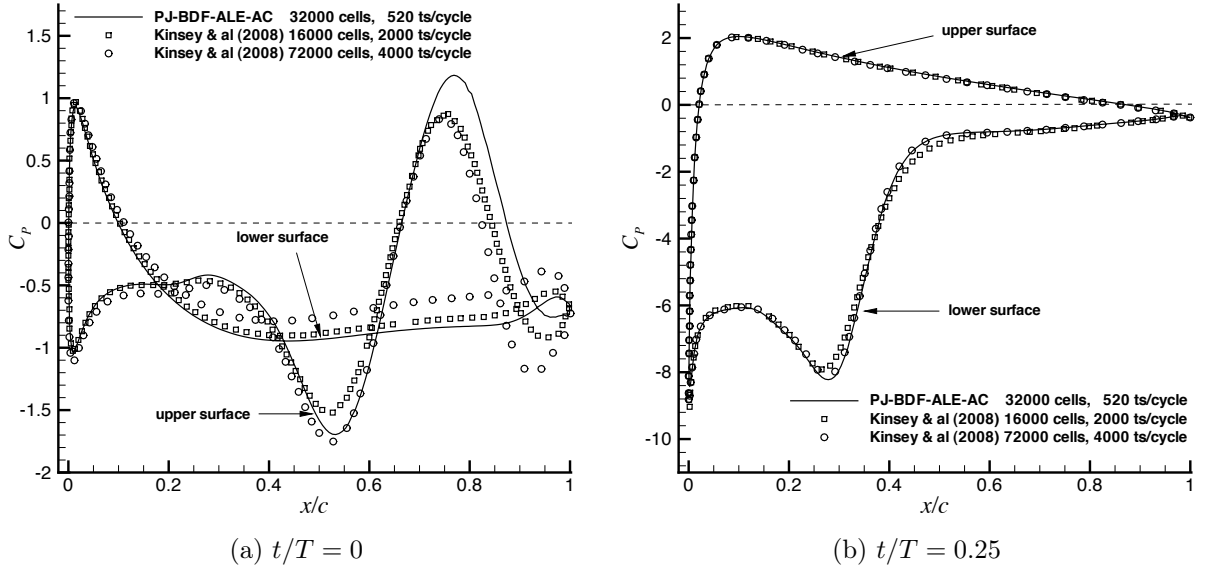 PJ-BDF-ALE-AC 32000 cells, 520 ts/cycle
Kinsey & al (2008) 16000 cells, 2000 ts/cycle
Kinsey & al (2008) 72000 cells, 4000 ts/cycle
1.5
1
0.5
0
-0.5
-1
-1.5
-2
C_P
lower surface
upper surface
0
0.2
0.4
0.6
0.8
1
x/c
(a) t/T = 0
2
0
-2
-4
-6
-8
-10
C_P
upper surface
lower surface
PJ-BDF-ALE-AC 32000 cells, 520 ts/cycle
Kinsey & al (2008) 16000 cells, 2000 ts/cycle
Kinsey & al (2008) 72000 cells, 4000 ts/cycle
0
0.2
0.4
0.6
0.8
1
x/c
(b) t/T = 0.25